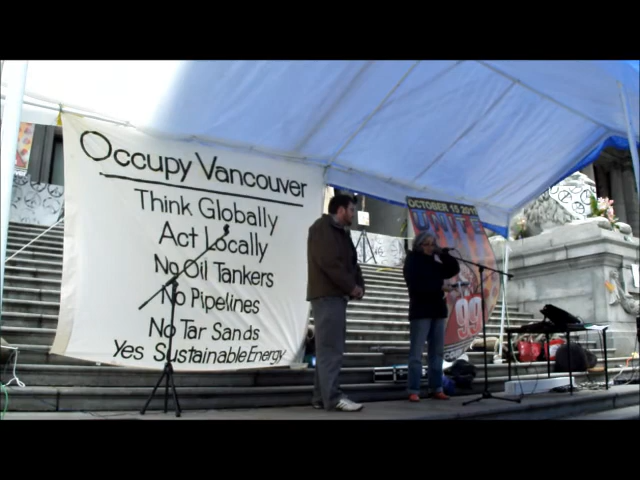 Occupy Vancouver
Think Globally
Act Locally
No Oil Tankers
No Pipelines
No Tar Sands
Yes Sustainable Energy
OCTOBER 15 2011
99